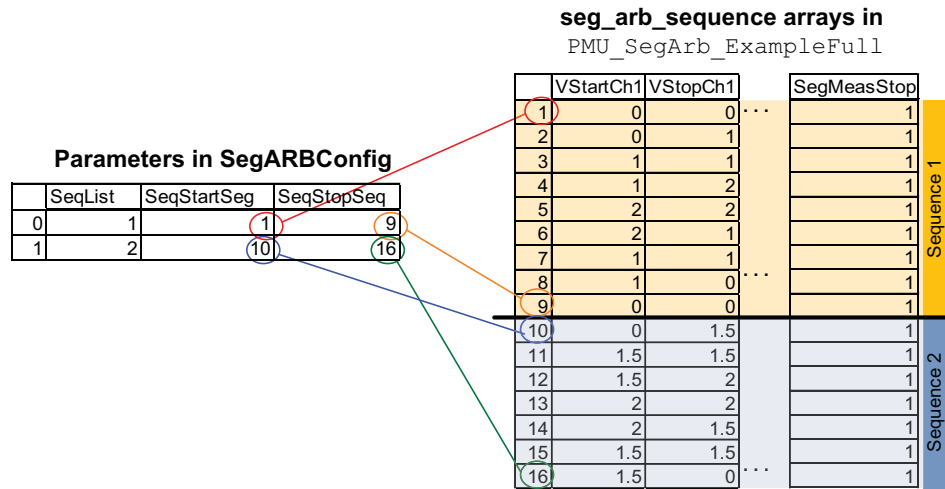 seg_arb_sequence arrays in
PMU_SegArb_ExampleFull
VStartCh1 VStopCh1 SegMeasStop
1 0 0 ... 1
2 0 1 1
3 1 1 1
4 1 2 1
5 2 2 1
6 2 1 1
7 1 1 1
8 1 0 ... 1
9 0 0 1
Sequence 1
10 0 1.5 1
11 1.5 1.5 1
12 1.5 2 1
13 2 2 1
14 2 1.5 1
15 1.5 1.5 1
16 1.5 0 ... 1
Sequence 2
Parameters in SegARBConfig
SeqList SeqStartSeg SeqStopSeq
0 1 1 9
1 2 10 16